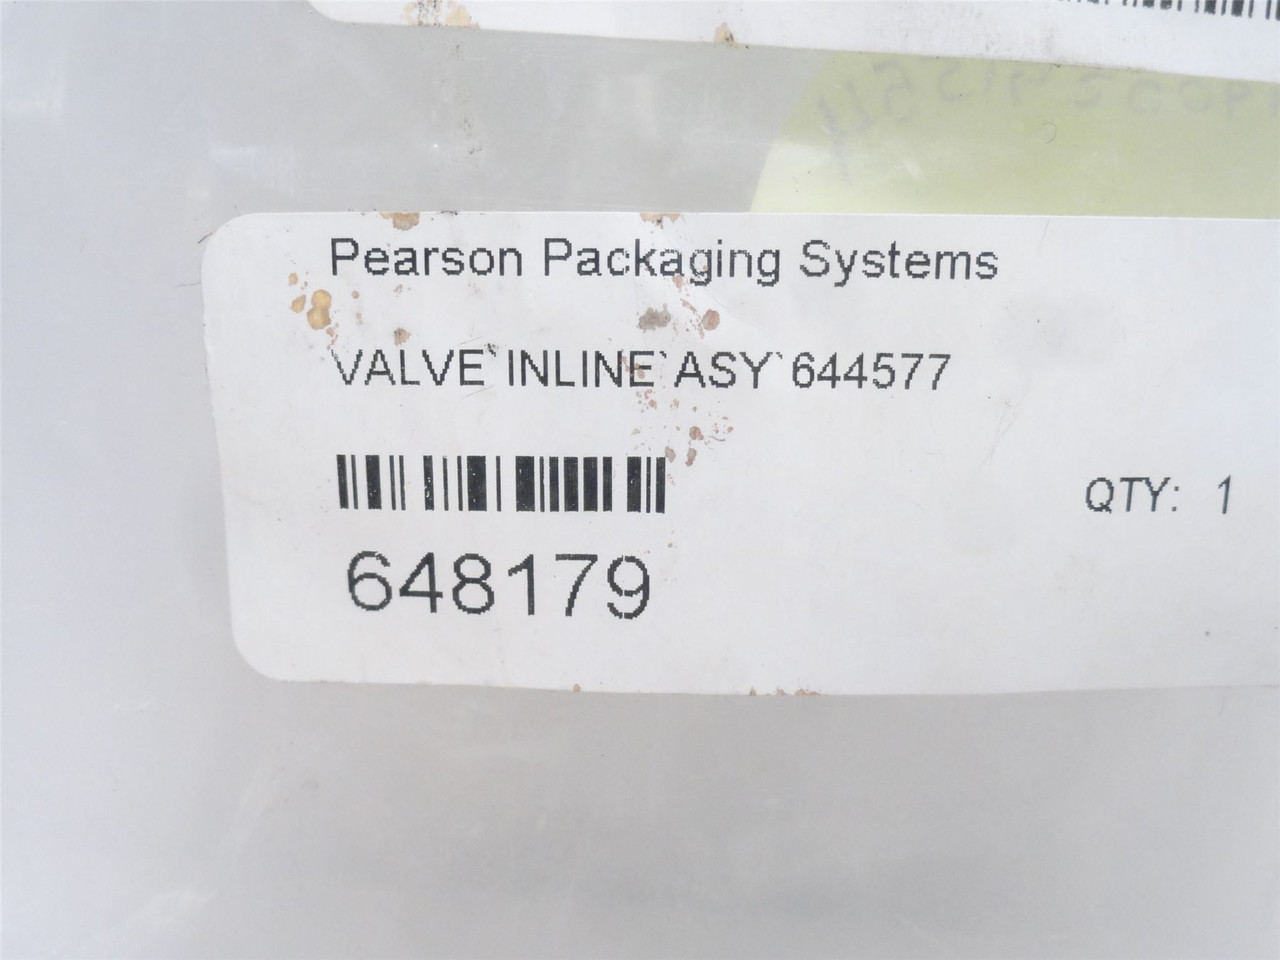 Pearson Packaging Systems
VALVE`INLINE`ASY`644577
QTY: 1
648179